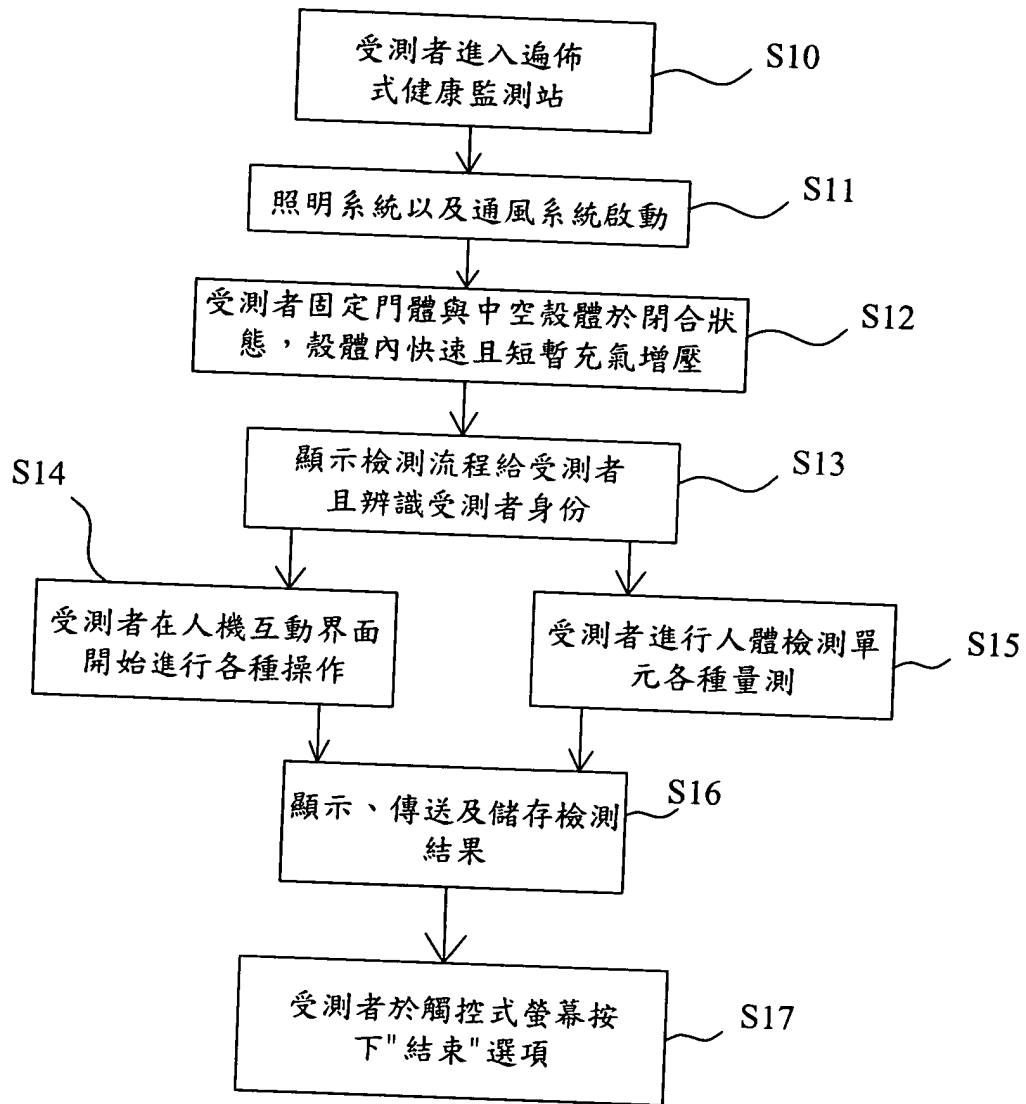 受測者進入遍佈
式健康監測站
S10
照明系統以及通風系統啟動
S11
受測者固定門體與中空殼體於閉合狀
態，殼體內快速且短暫充氣增壓
S12
顯示檢測流程給受測者
且辨識受測者身份
S13
S14
受測者在人機互動界面
開始進行各種操作
受測者進行人體檢測單
元各種量測
S15
顯示、傳送及儲存檢測
結果
S16
受測者於觸控式螢幕按
下"結束"選項
S17